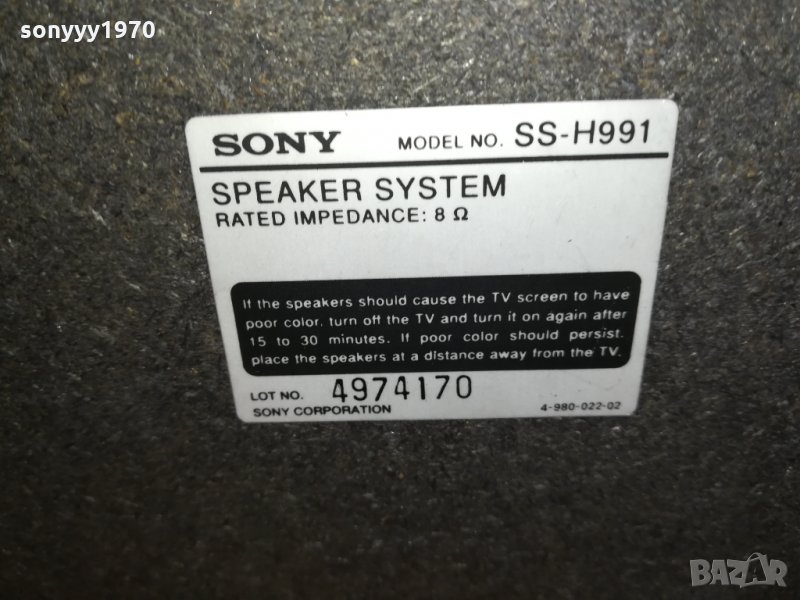 sonyyy1970
SONY MODEL NO. SS-H991
SPEAKER SYSTEM
RATED IMPEDANCE: 8 Ω
If the speakers should cause the TV screen to have
poor color, turn off the TV and turn it on again after
15 to 30 minutes. If poor color should persist.
place the speakers at a distance away from the TV.
LOT NO. 4974170
SONY CORPORATION 4-980-022-02
BAZAR